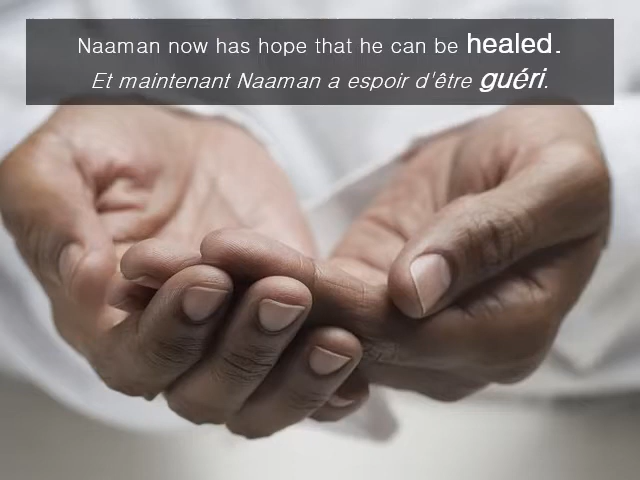 Naaman now has hope that he can be healed.
Et maintenant Naaman a espoir d'être guéri.